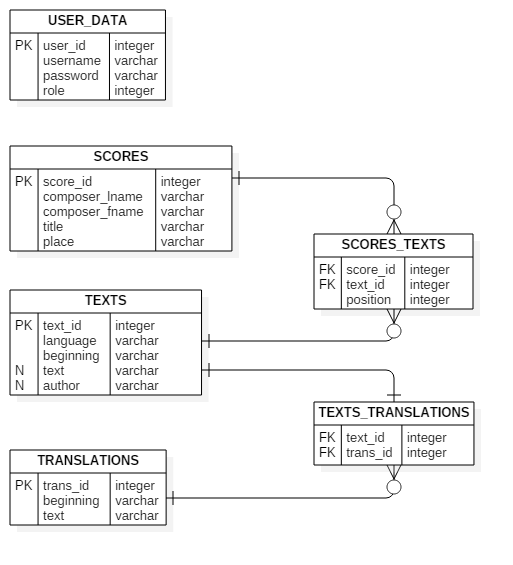 USER_DATA
PK user_id integer
username varchar
password varchar
role integer
SCORES
PK score_id integer
composer_lname varchar
composer_fname varchar
title varchar
place varchar
SCORES_TEXTS
FK score_id integer
FK text_id integer
position integer
TEXTS
PK text_id integer
language varchar
beginning varchar
N text varchar
N author varchar
TEXTS_TRANSLATIONS
FK text_id integer
FK trans_id integer
TRANSLATIONS
PK trans_id integer
beginning varchar
text varchar